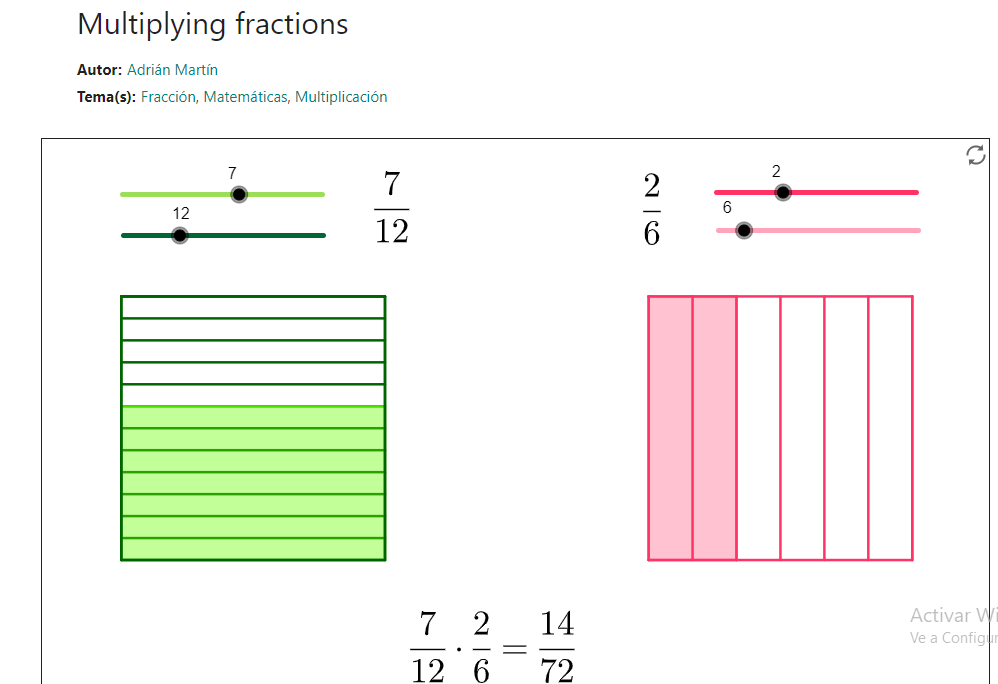 Multiplying fractions
Autor: Adrián Martín
Tema(s): Fracción, Matemáticas, Multiplicación
7
12
7
12
2
6
2
6
Activar Wi
Ve a Configur
7/12 · 2/6 = 14/72